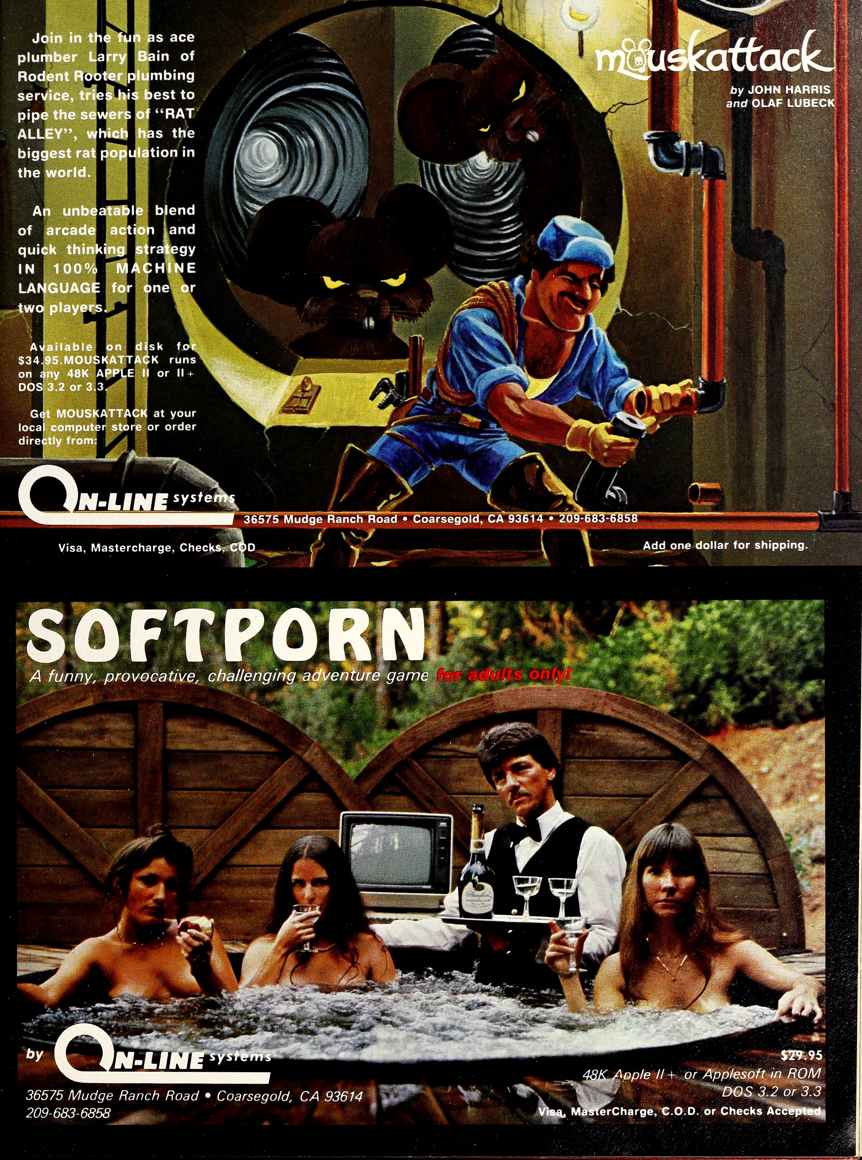 Join in the fun as ace
plumber Larry Bain of
Rodent Rooter plumbing
service, tries his best to
pipe the sewers of “RAT
ALLEY”, which has the
biggest rat population in
the world.
An unbeatable blend
of arcade action and
quick thinking strategy
IN 100% MACHINE
LANGUAGE for one or
two players.
Available on disk for
$34.95.MOUSKATTACK runs
on any 48K APPLE II or II+
DOS 3.2 or 3.3.
Get MOUSKATTACK at your
local computer store or order
directly from:
mouskattack
by JOHN HARRIS
and OLAF LUBECK
ON-LINE systems
36575 Mudge Ranch Road • Coarsegold, CA 93614 • 209-683-6858
Visa, Mastercharge, Checks, COD
Add one dollar for shipping.
SOFTPORN
A funny, provocative, challenging adventure game for adults only!
by ON-LINE systems
36575 Mudge Ranch Road • Coarsegold, CA 93614
209-683-6858
$29.95
48K Apple II+ or Applesoft in ROM
DOS 3.2 or 3.3
Visa, MasterCharge, C.O.D. or Checks Accepted